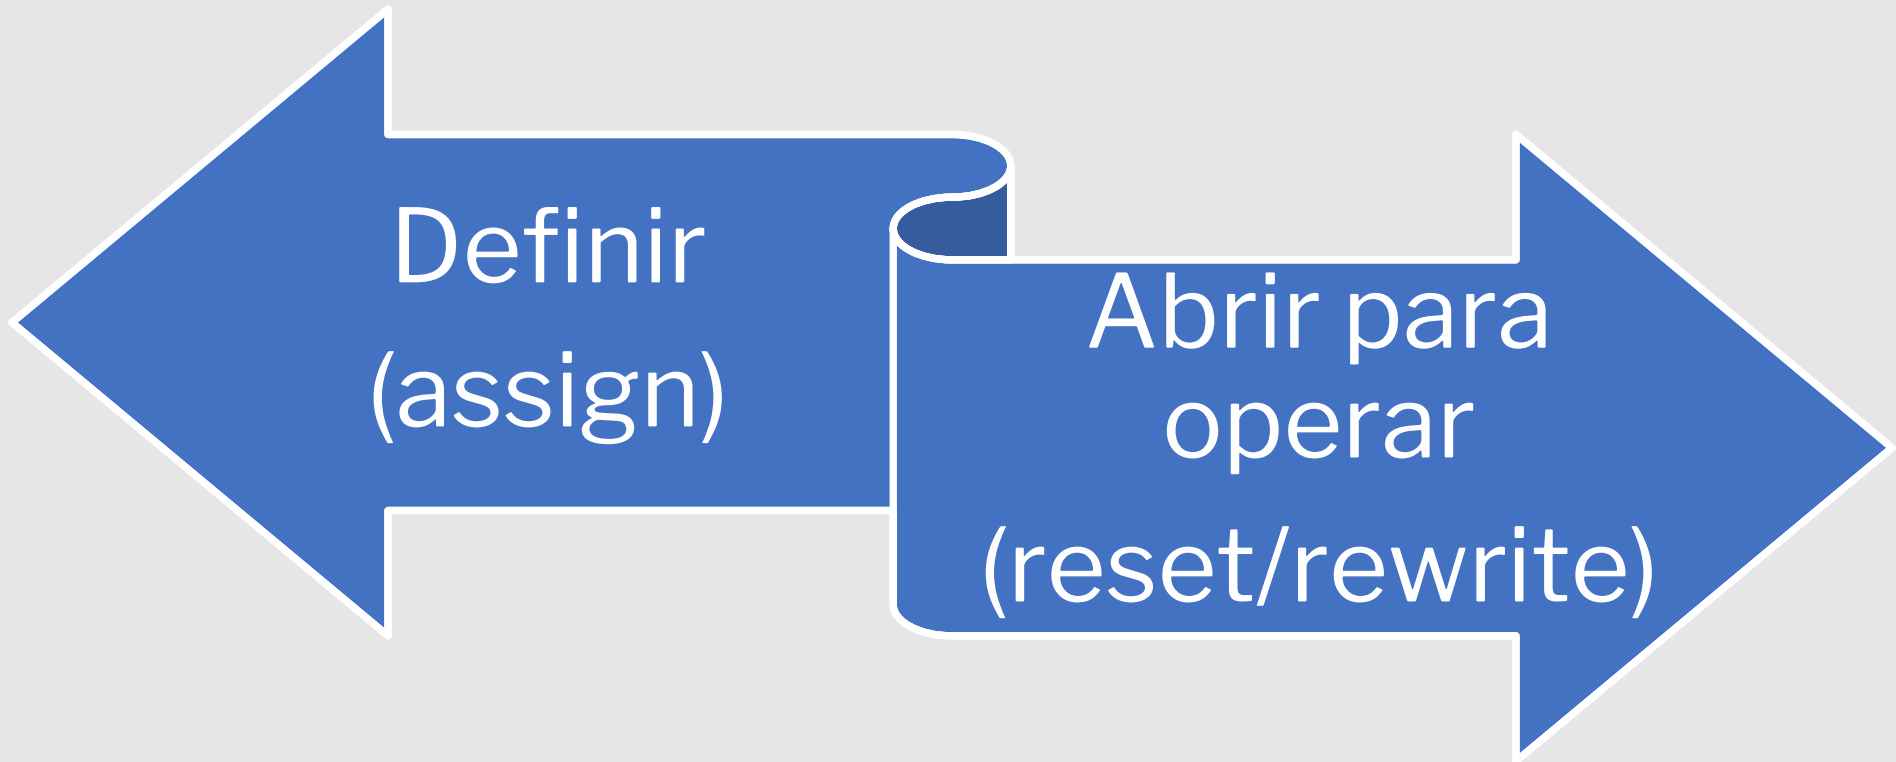 Definir
(assign)
Abrir para
operar
(reset/rewrite)